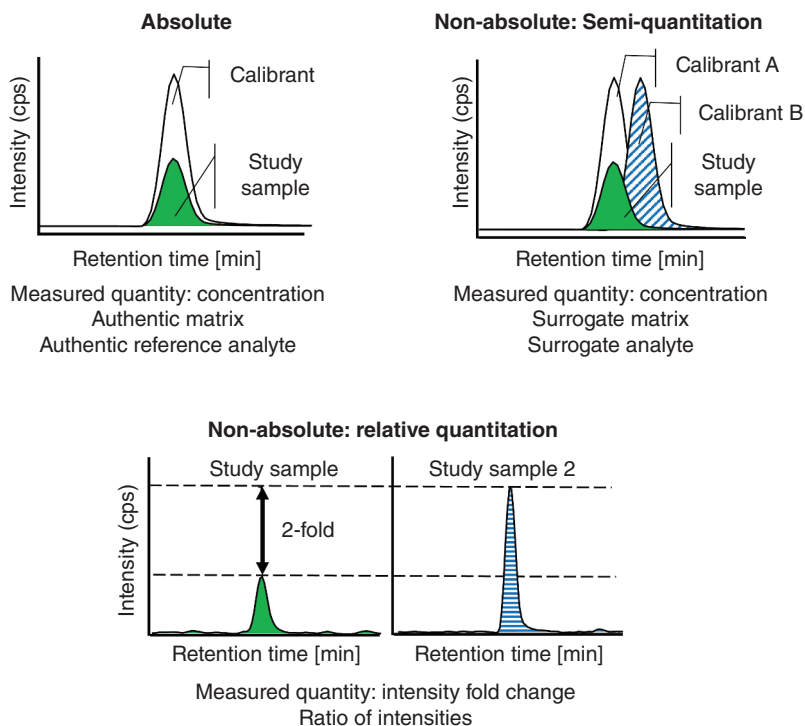 Absolute
Intensity (cps)
Calibrant
Study
sample
Retention time [min]
Measured quantity: concentration
Authentic matrix
Authentic reference analyte
Non-absolute: Semi-quantitation
Intensity (cps)
Calibrant A
Calibrant B
Study
sample
Retention time [min]
Measured quantity: concentration
Surrogate matrix
Surrogate analyte
Non-absolute: relative quantitation
Intensity (cps)
Study sample
2-fold
Retention time [min]
Study sample 2
Retention time [min]
Measured quantity: intensity fold change
Ratio of intensities